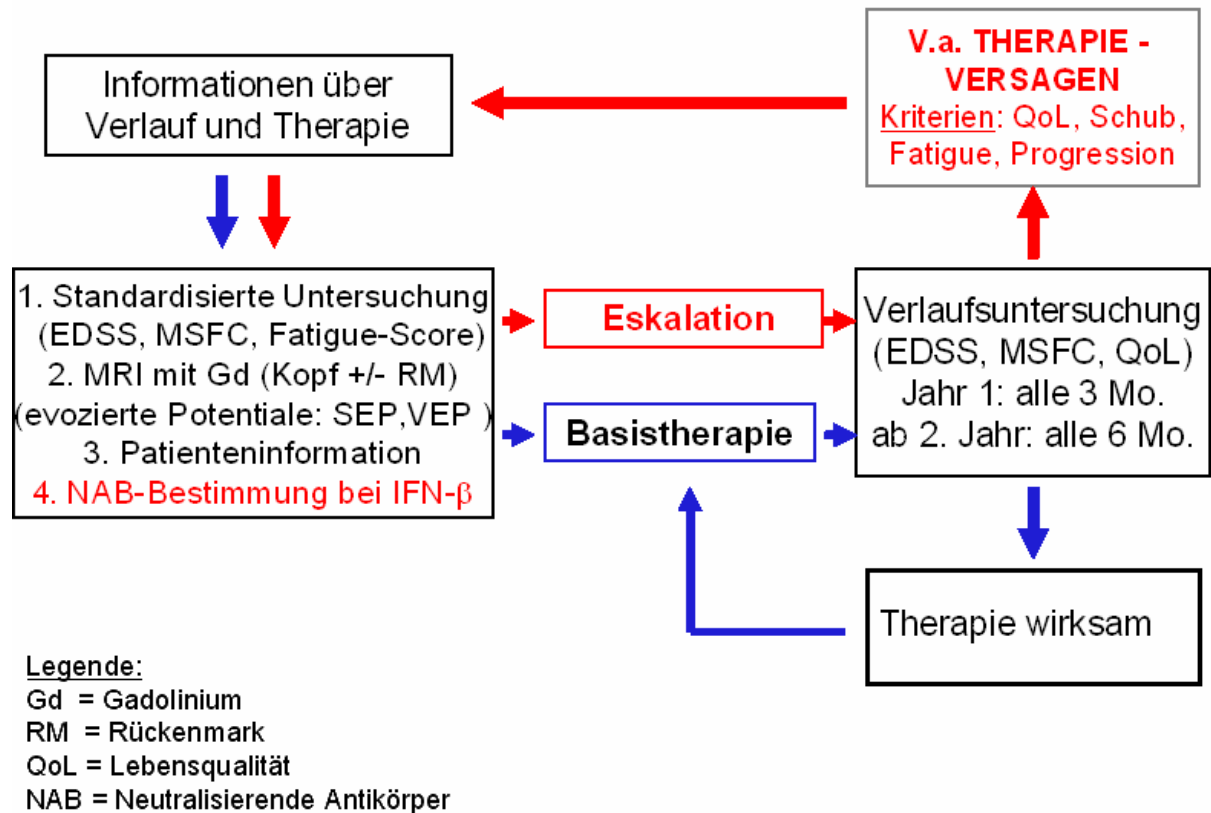 Informationen über
Verlauf und Therapie
V.a. THERAPIE -
VERSAGEN
Kriterien: QoL, Schub,
Fatigue, Progression
1. Standardisierte Untersuchung
(EDSS, MSFC, Fatigue-Score)
2. MRI mit Gd (Kopf +/- RM)
(evozierte Potentiale: SEP,VEP )
3. Patienteninformation
4. NAB-Bestimmung bei IFN-β
Eskalation
Basistherapie
Verlaufsuntersuchung
(EDSS, MSFC, QoL)
Jahr 1: alle 3 Mo.
ab 2. Jahr: alle 6 Mo.
Therapie wirksam
Legende:
Gd = Gadolinium
RM = Rückenmark
QoL = Lebensqualität
NAB = Neutralisierende Antikörper